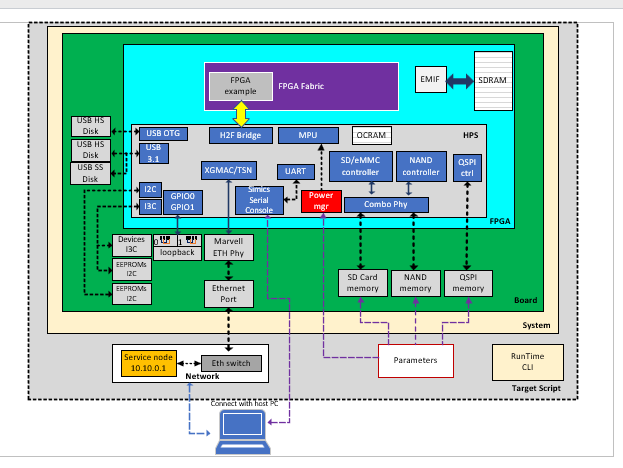 FPGA
example
FPGA Fabric
EMIF
SDRAM
USB HS
Disk
USB HS
Disk
USB SS
Disk
USB OTG
USB
3.1
H2F Bridge
MPU
OCRAM
HPS
XGMAC/TSN
UART
SD/eMMC
controller
NAND
controller
QSPI
ctrl
I2C
I3C
GPIO0
GPIO1
Simics
Serial
Console
Power
mgr
Combo Phy
FPGA
Devices
I3C
0
1
loopback
Marvell
ETH Phy
EEPROMs
I2C
EEPROMs
I2C
Ethernet
Port
SD Card
memory
NAND
memory
QSPI
memory
Board
System
Service node
10.10.0.1
Eth switch
Network
Parameters
RunTime
CLI
Target Script
Connect with host PC